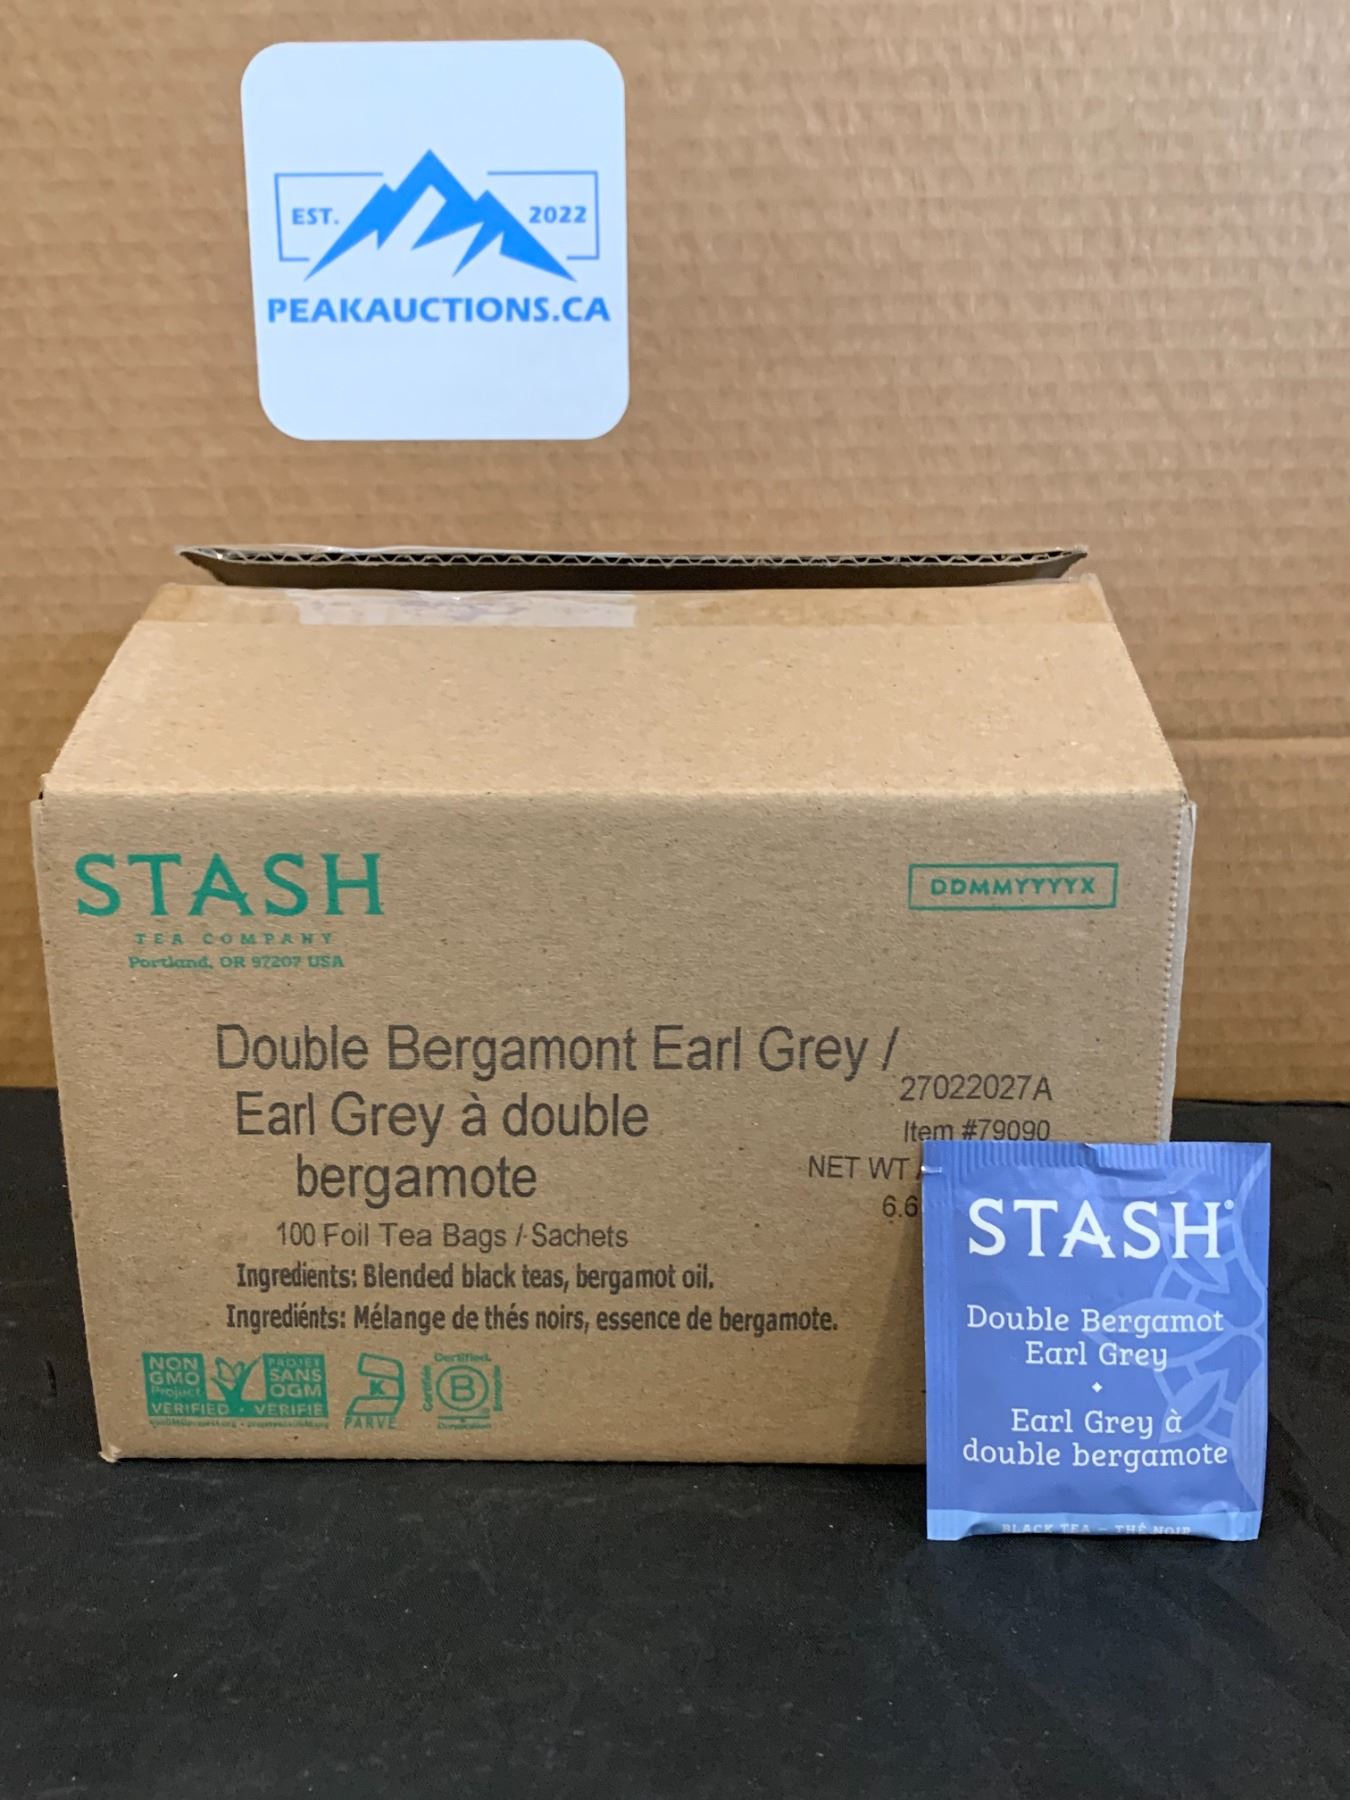 EST. 2022
PEAKAUCTIONS.CA
STASH
TEA COMPANY
Portland, OR 97207 USA
DDMMYYYYX
Double Bergamont Earl Grey /
Earl Grey à double
bergamote
100 Foil Tea Bags / Sachets
Ingredients: Blended black teas, bergamot oil.
Ingrediénts: Mélange de thés noirs, essence de bergamote.
27022027A
Item #79090
NET WT
6.6
NON
GMO
Project
VERIFIED
PROJET
SANS
OGM
VÉRIFIÉ
K
PARVE
Certified
B
Corporation
STASH®
Double Bergamot
Earl Grey
Earl Grey à
double bergamote
BLACK TEA – THÉ NOIR